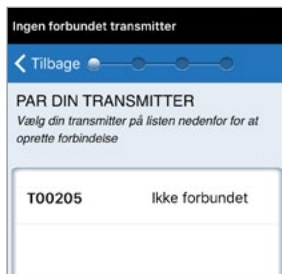 Ingen forbundet transmitter
Tilbage
PAR DIN TRANSMITTER
Vælg din transmitter på listen nedenfor for at
oprette forbindelse
T00205 Ikke forbundet